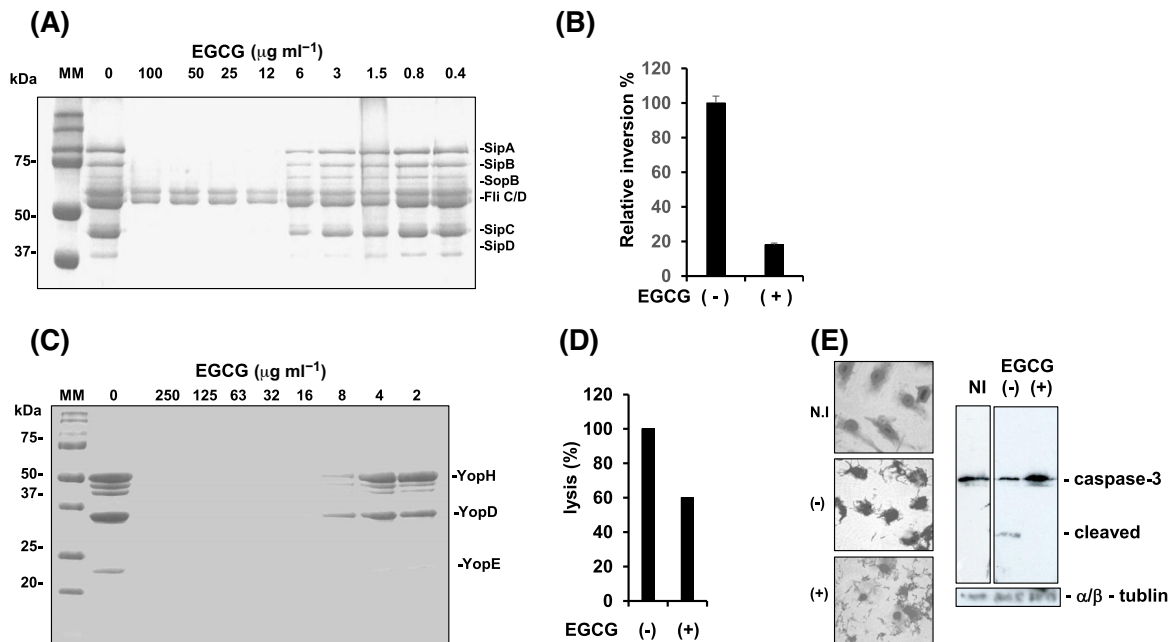 (A)
EGCG (µg ml⁻¹)
kDa MM 0 100 50 25 12 6 3 1.5 0.8 0.4
75-
50-
37-
-SipA
-SipB
-SopB
-Fli C/D
-SipC
-SipD
(B)
Relative inversion %
120
100
80
60
40
20
0
EGCG (-) (+)
(C)
EGCG (µg ml⁻¹)
MM 0 250 125 63 32 16 8 4 2
kDa
75-
50-
37-
25-
20-
-YopH
-YopD
-YopE
(D)
lysis (%)
120
100
80
60
40
20
0
EGCG (-) (+)
(E)
N.I
(-)
(+)
EGCG
NI (-) (+)
- caspase-3
- cleaved
- α/β - tublin